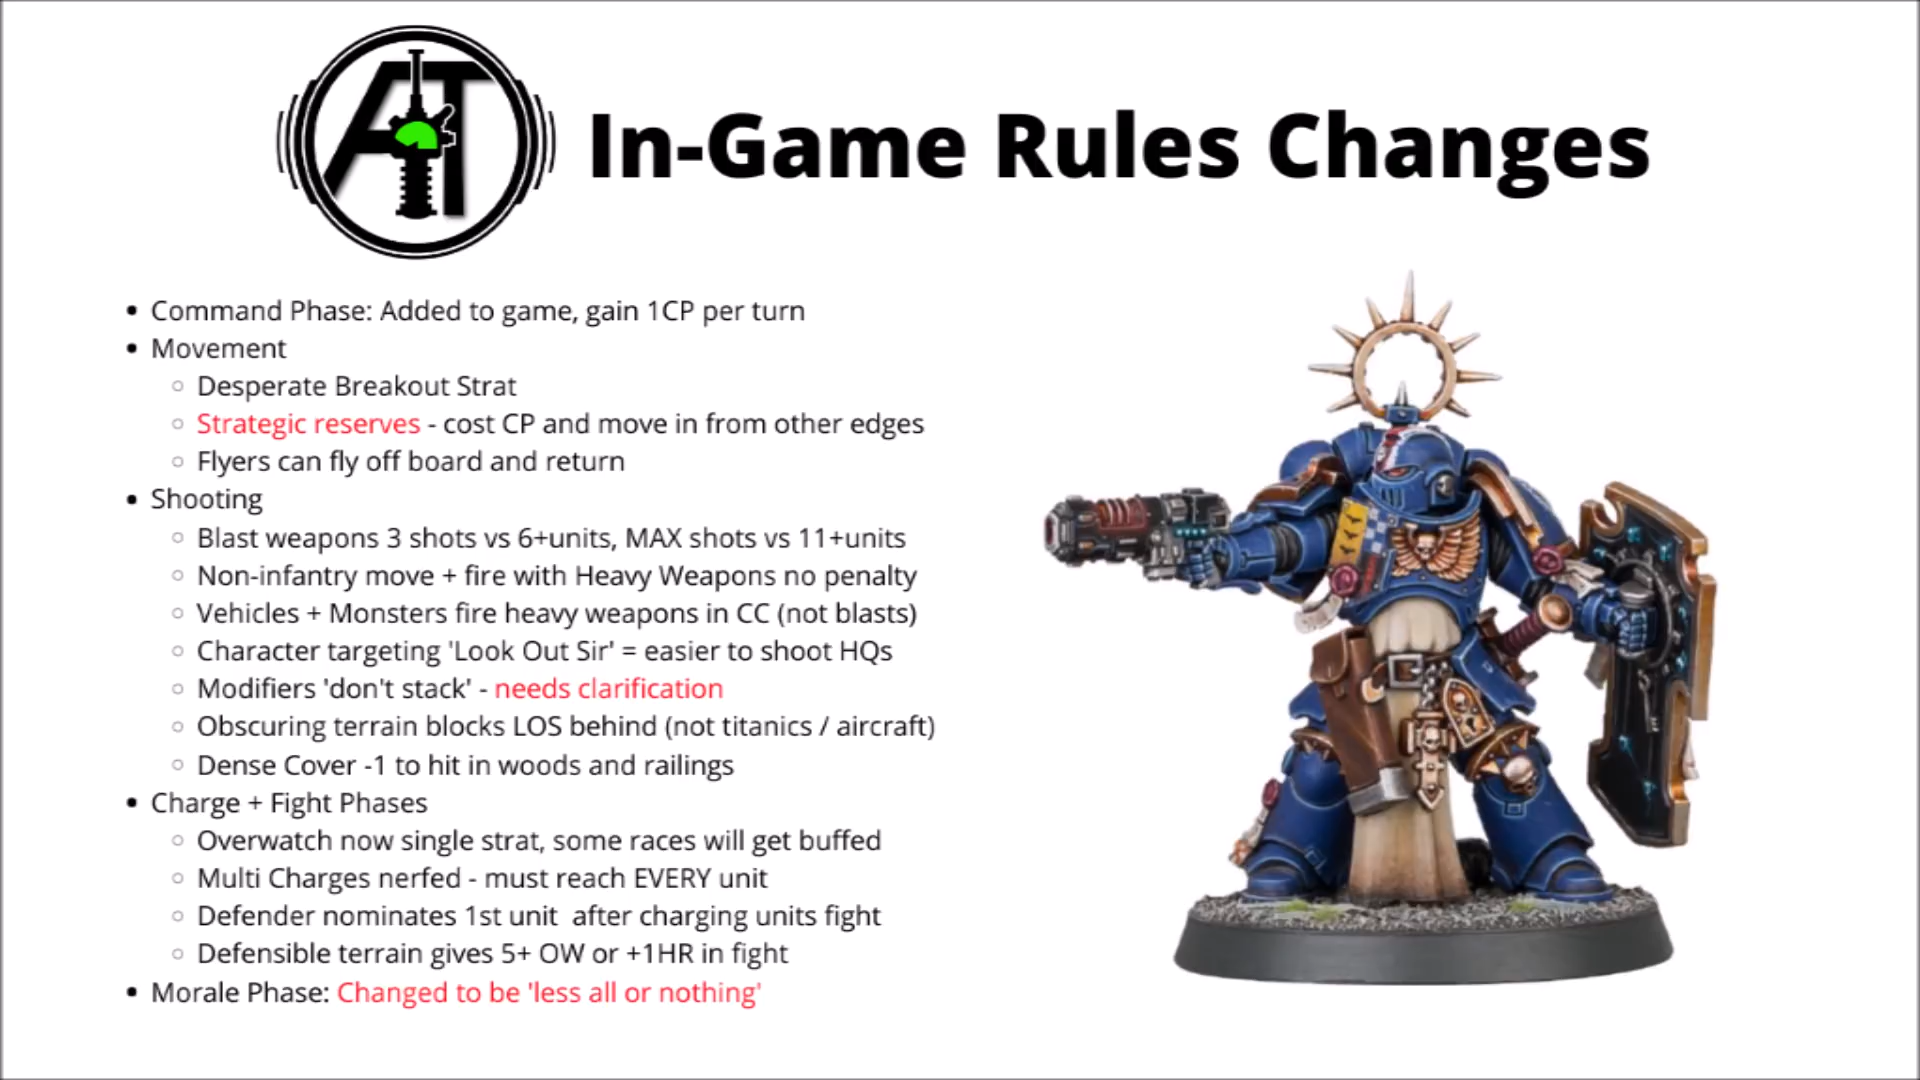 AT
In-Game Rules Changes
• Command Phase: Added to game, gain 1CP per turn
• Movement
○ Desperate Breakout Strat
○ Strategic reserves - cost CP and move in from other edges
○ Flyers can fly off board and return
• Shooting
○ Blast weapons 3 shots vs 6+units, MAX shots vs 11+units
○ Non-infantry move + fire with Heavy Weapons no penalty
○ Vehicles + Monsters fire heavy weapons in CC (not blasts)
○ Character targeting 'Look Out Sir' = easier to shoot HQs
○ Modifiers 'don't stack' - needs clarification
○ Obscuring terrain blocks LOS behind (not titanics / aircraft)
○ Dense Cover -1 to hit in woods and railings
• Charge + Fight Phases
○ Overwatch now single strat, some races will get buffed
○ Multi Charges nerfed - must reach EVERY unit
○ Defender nominates 1st unit  after charging units fight
○ Defensible terrain gives 5+ OW or +1HR in fight
• Morale Phase: Changed to be 'less all or nothing'